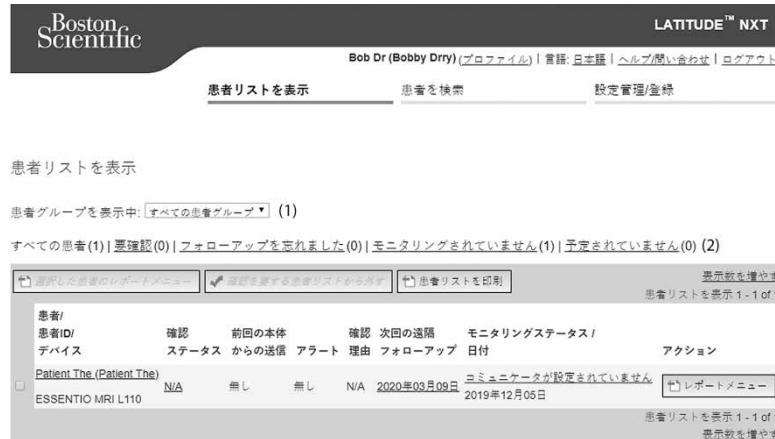 Boston
Scientific
LATITUDE™ NXT
Bob Dr (Bobby Drry) (プロフィール) | 言語: 日本語 | ヘルプ/問い合わせ | ログアウト
患者リストを表示 患者を検索 設定管理/登録
患者リストを表示
患者グループを表示中: すべての患者グループ▼ (1)
すべての患者(1) | 要確認(0) | フォローアップを忘れました(0) | モニタリングされていません(1) | 予定されていません(0) (2)
選択した患者のレポートメニュー 確認を要する患者リストから外す 患者リストを印刷 表示数を増やす
患者リストを表示 1 - 1 of
患者/
患者ID/ 確認 前回の本体 確認 次回の遠隔 モニタリングステータス /
デバイス ステータス からの送信 アラート 理由 フォローアップ 日付 アクション
Patient The (Patient The) N/A 無し 無し N/A 2020年03月09日 コミュニケータが設定されていません レポートメニュー
ESSENTIO MRI L110 2019年12月05日
患者リストを表示 1 - 1 of
表示数を増やす